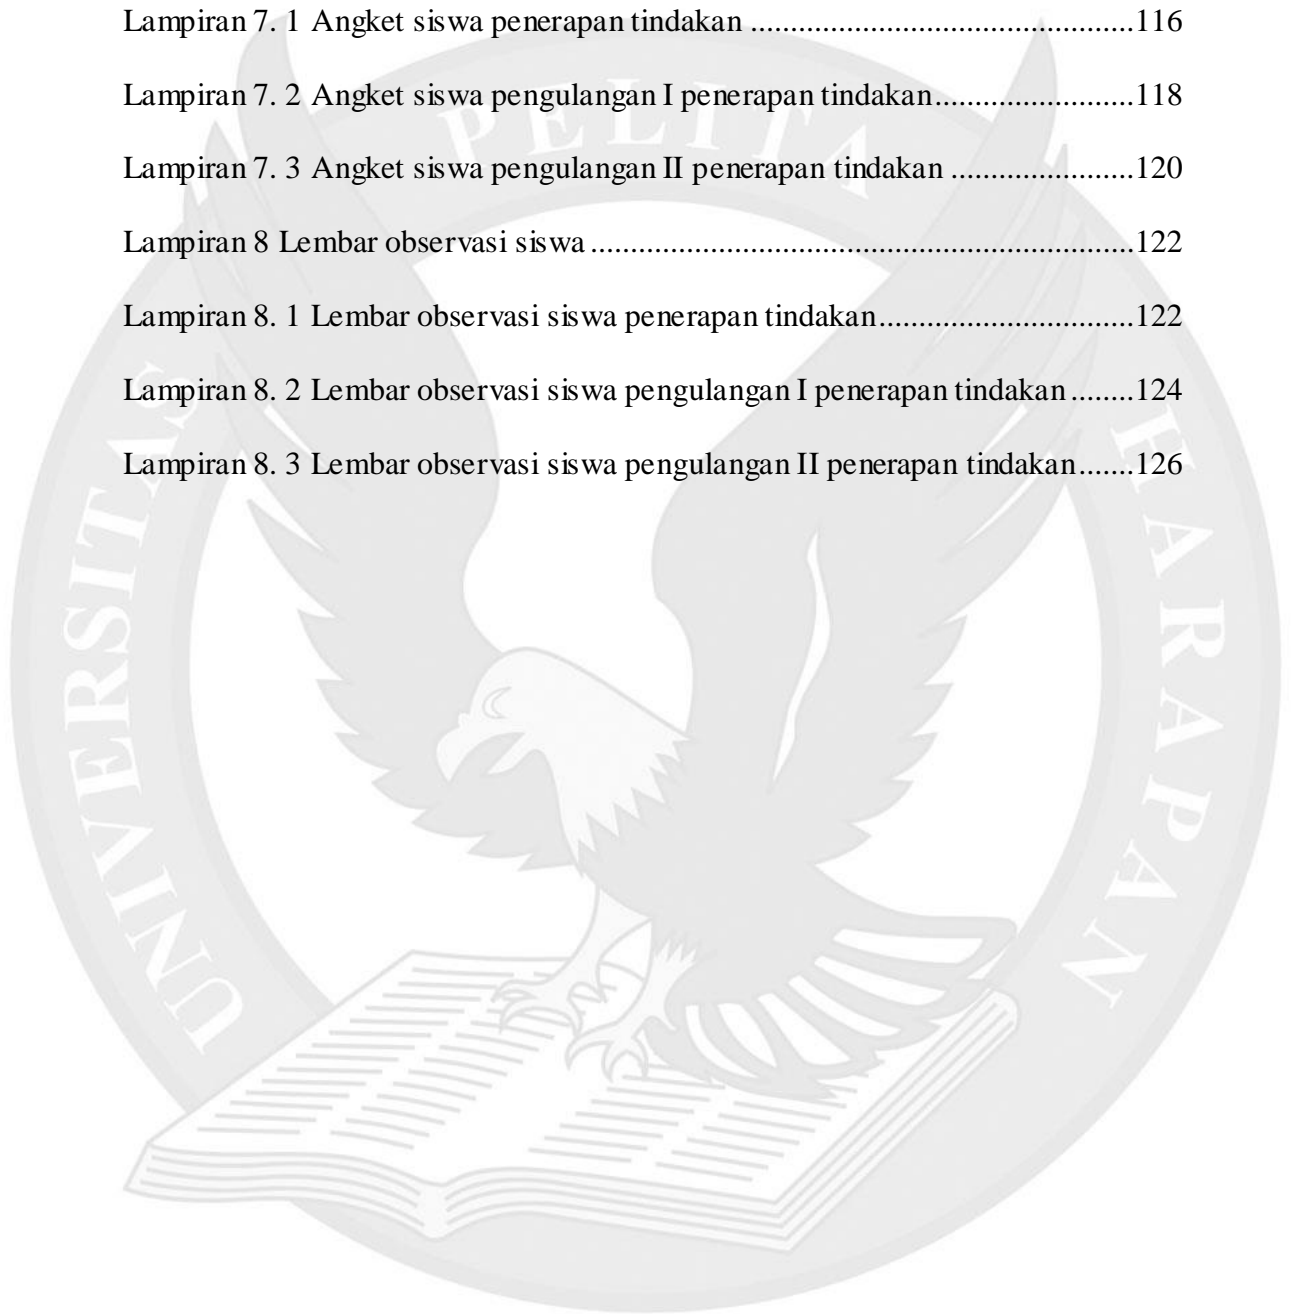 Lampiran 7. 1 Angket siswa penerapan tindakan ................................................116
Lampiran 7. 2 Angket siswa pengulangan I penerapan tindakan.........................118
Lampiran 7. 3 Angket siswa pengulangan II penerapan tindakan .......................120
Lampiran 8 Lembar observasi siswa ....................................................................122
Lampiran 8. 1 Lembar observasi siswa penerapan tindakan................................122
Lampiran 8. 2 Lembar observasi siswa pengulangan I penerapan tindakan ........124
Lampiran 8. 3 Lembar observasi siswa pengulangan II penerapan tindakan.......126
UNIVERSITAS PELITA HARAPAN